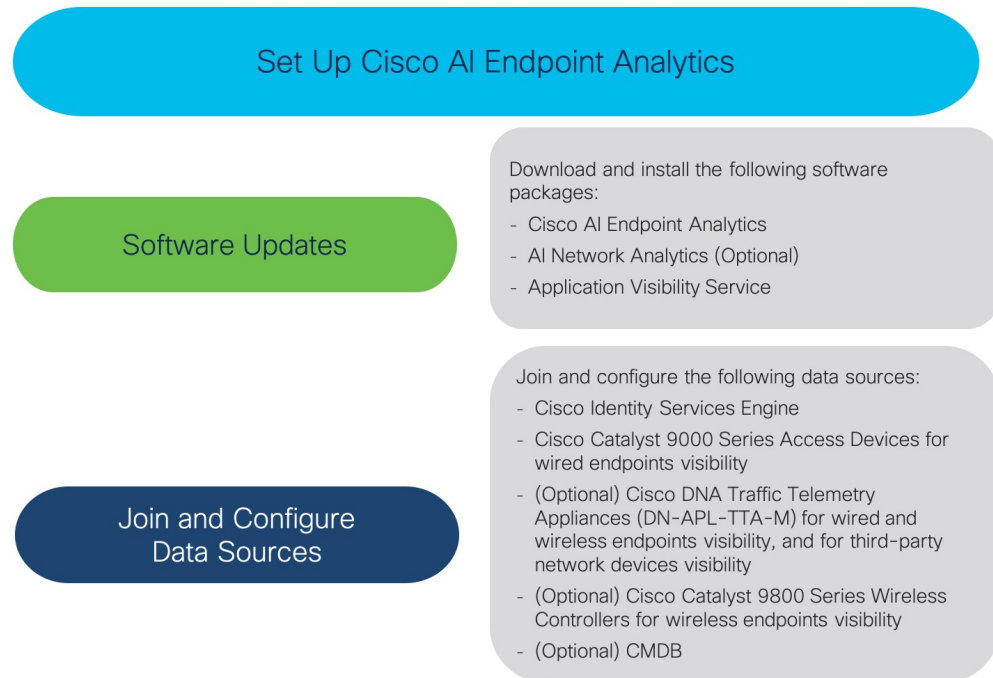 Set Up Cisco AI Endpoint Analytics
Software Updates
Download and install the following software
packages:
- Cisco AI Endpoint Analytics
- AI Network Analytics (Optional)
- Application Visibility Service
Join and Configure
Data Sources
Join and configure the following data sources:
- Cisco Identity Services Engine
- Cisco Catalyst 9000 Series Access Devices for
wired endpoints visibility
- (Optional) Cisco DNA Traffic Telemetry
Appliances (DN-APL-TTA-M) for wired and
wireless endpoints visibility, and for third-party
network devices visibility
- (Optional) Cisco Catalyst 9800 Series Wireless
Controllers for wireless endpoints visibility
- (Optional) CMDB